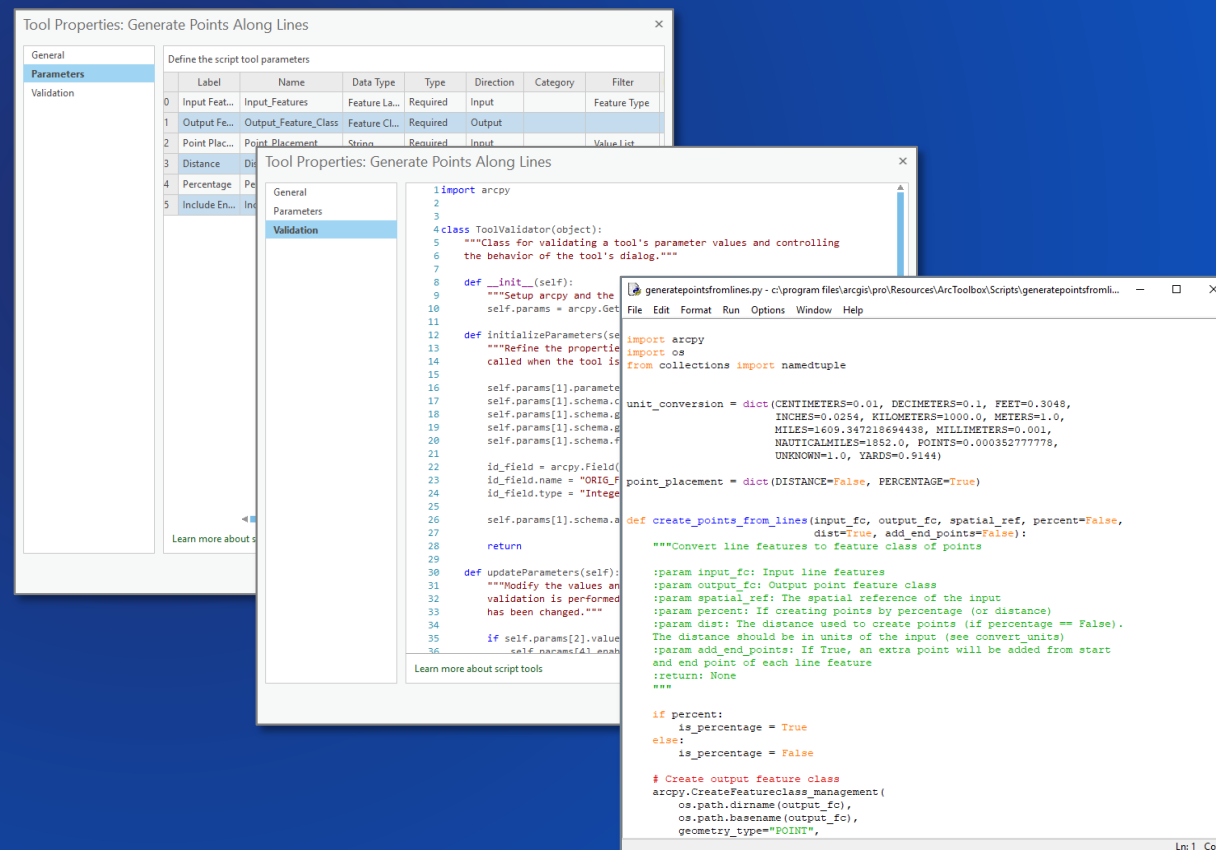 Tool Properties: Generate Points Along Lines
General
Parameters
Validation
Define the script tool parameters
Label Name Data Type Type Direction Category Filter
0 Input Feat... Input_Features Feature La... Required Input Feature Type
1 Output Fe... Output_Feature_Class Feature Cl... Required Output
2 Point Plac... Point_Placement String Required Input Value List
3 Distance
4 Percentage
5 Include En...
Learn more about s
Tool Properties: Generate Points Along Lines
General
Parameters
Validation
1 import arcpy
2
3
4 class ToolValidator(object):
5 """Class for validating a tool's parameter values and controlling
6 the behavior of the tool's dialog."""
7
8 def __init__(self):
9 """Setup arcpy and the
10 self.params = arcpy.Get
11
12 def initializeParameters(se
13 """Refine the propertie
14 called when the tool is
15
16 self.params[1].paramete
17 self.params[1].schema.c
18 self.params[1].schema.g
19 self.params[1].schema.g
20 self.params[1].schema.f
21
22 id_field = arcpy.Field(
23 id_field.name = "ORIG_F
24 id_field.type = "Intege
25
26 self.params[1].schema.a
27
28 return
29
30 def updateParameters(self):
31 """Modify the values an
32 validation is performed
33 has been changed."""
34
35 if self.params[2].value
36 self.params[4].enab
Learn more about script tools
generatepointsfromlines.py - c:\program files\arcgis\pro\Resources\ArcToolbox\Scripts\generatepointsfromli...
File Edit Format Run Options Window Help
import arcpy
import os
from collections import namedtuple
unit_conversion = dict(CENTIMETERS=0.01, DECIMETERS=0.1, FEET=0.3048,
INCHES=0.0254, KILOMETERS=1000.0, METERS=1.0,
MILES=1609.347218694438, MILLIMETERS=0.001,
NAUTICALMILES=1852.0, POINTS=0.000352777778,
UNKNOWN=1.0, YARDS=0.9144)
point_placement = dict(DISTANCE=False, PERCENTAGE=True)
def create_points_from_lines(input_fc, output_fc, spatial_ref, percent=False,
dist=True, add_end_points=False):
"""Convert line features to feature class of points
:param input_fc: Input line features
:param output_fc: Output point feature class
:param spatial_ref: The spatial reference of the input
:param percent: If creating points by percentage (or distance)
:param dist: The distance used to create points (if percentage == False).
The distance should be in units of the input (see convert_units)
:param add_end_points: If True, an extra point will be added from start
and end point of each line feature
:return: None
"""
if percent:
is_percentage = True
else:
is_percentage = False
# Create output feature class
arcpy.CreateFeatureclass_management(
os.path.dirname(output_fc),
os.path.basename(output_fc),
geometry_type="POINT",
Ln: 1 Co